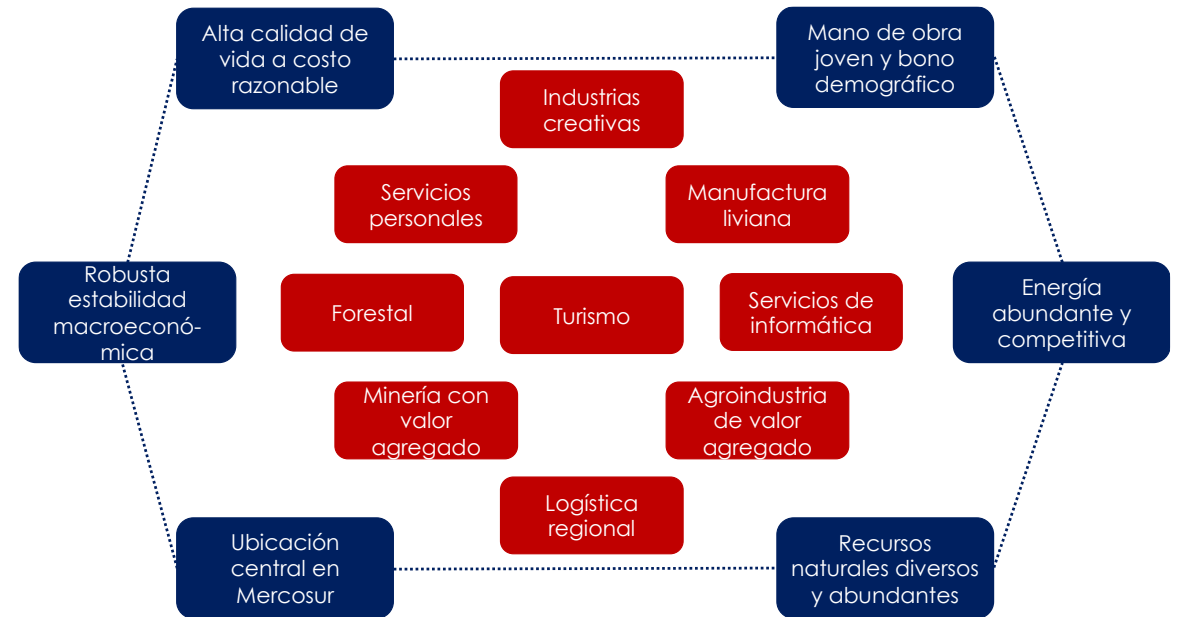 Alta calidad de
vida a costo
razonable
Mano de obra
joven y bono
demográfico
Industrias
creativas
Servicios
personales
Manufactura
liviana
Robusta
estabilidad
macroeconó-
mica
Forestal
Turismo
Servicios de
informática
Energía
abundante y
competitiva
Minería con
valor
agregado
Agroindustria
de valor
agregado
Logística
regional
Ubicación
central en
Mercosur
Recursos
naturales diversos
y abundantes